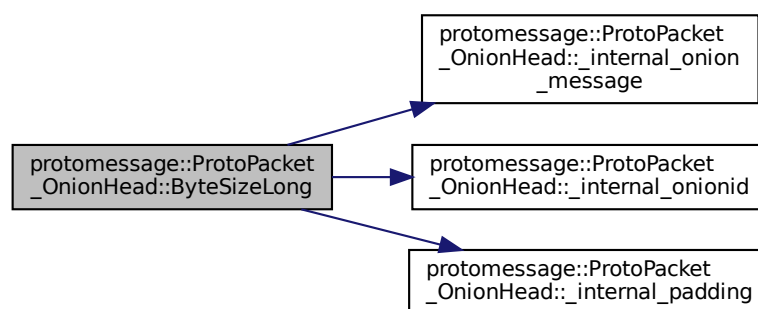 protomessage::ProtoPacket
_OnionHead::ByteSizeLong
protomessage::ProtoPacket
_OnionHead::_internal_onion
_message
protomessage::ProtoPacket
_OnionHead::_internal_onionid
protomessage::ProtoPacket
_OnionHead::_internal_padding